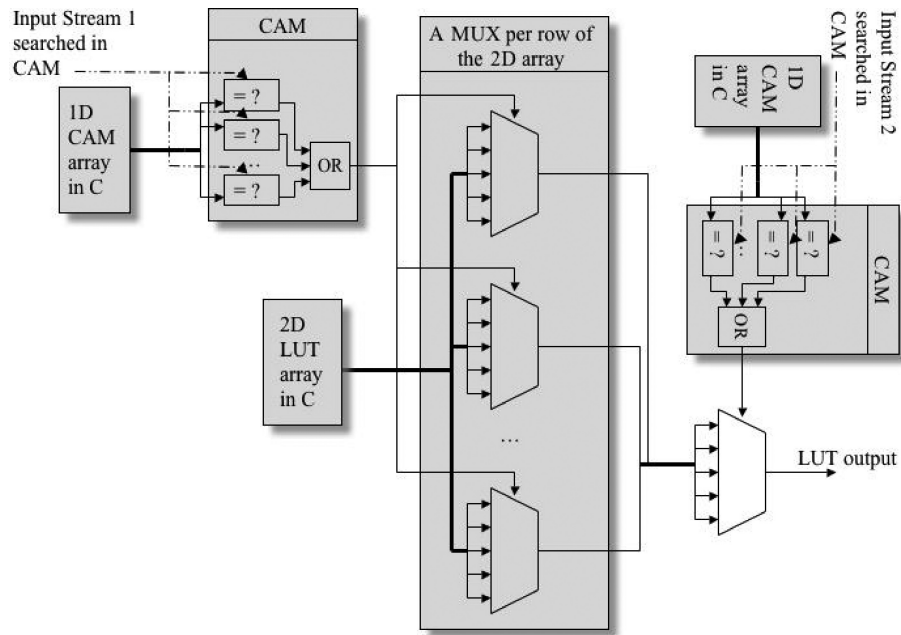 Input Stream 1
searched in
CAM
1D
CAM
array
in C
CAM
= ?
= ?
..
= ?
OR
A MUX per row of
the 2D array
...
2D
LUT
array
in C
1D
CAM
array
in C
Input Stream 2
searched in
CAM
= ?
..
= ?
= ?
CAM
OR
LUT output